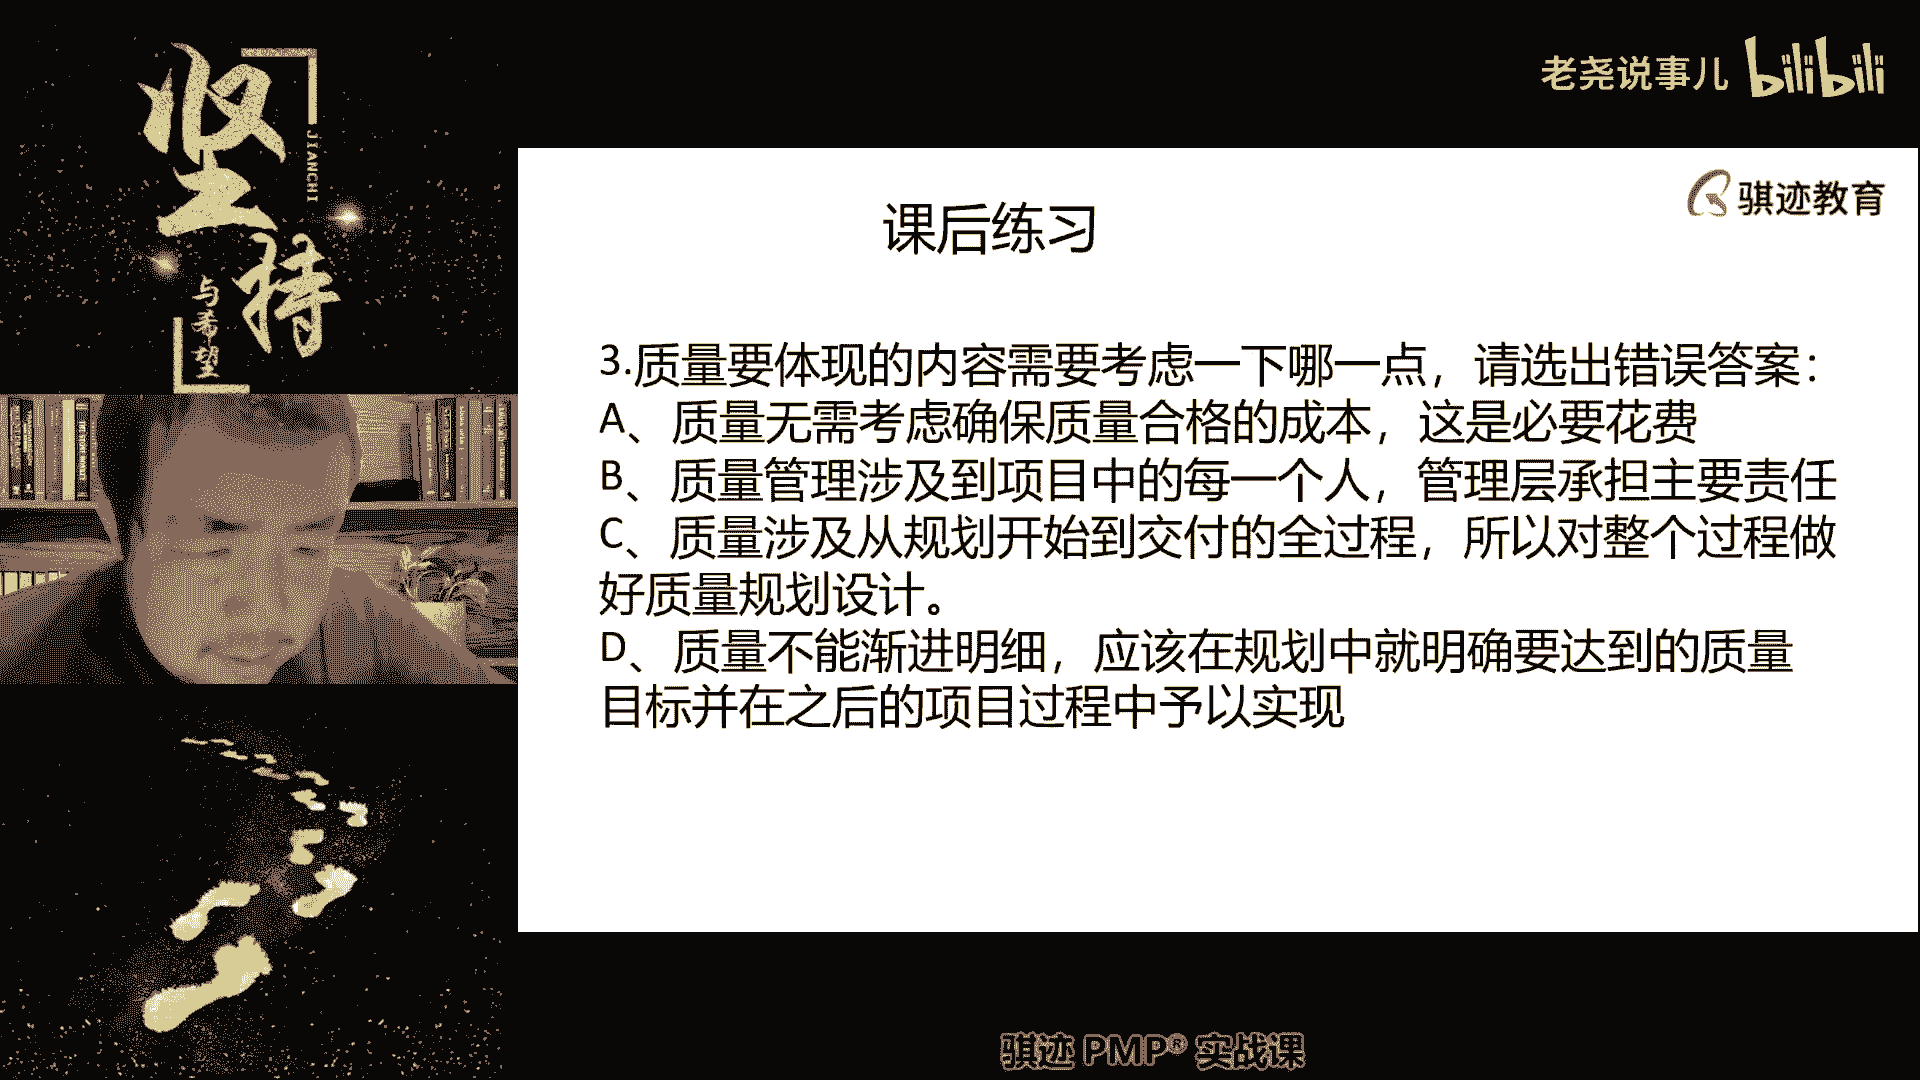 坚持
JIANCHI
与希望
老尧说事儿 bilibili
骐迹教育
课后练习
3.质量要体现的内容需要考虑一下哪一点，请选出错误答案：
A、质量无需考虑确保质量合格的成本，这是必要花费
B、质量管理涉及到项目中的每一个人，管理层承担主要责任
C、质量涉及从规划开始到交付的全过程，所以对整个过程做
好质量规划设计。
D、质量不能渐进明细，应该在规划中就明确要达到的质量
目标并在之后的项目过程中予以实现
骐迹 PMP® 实战课